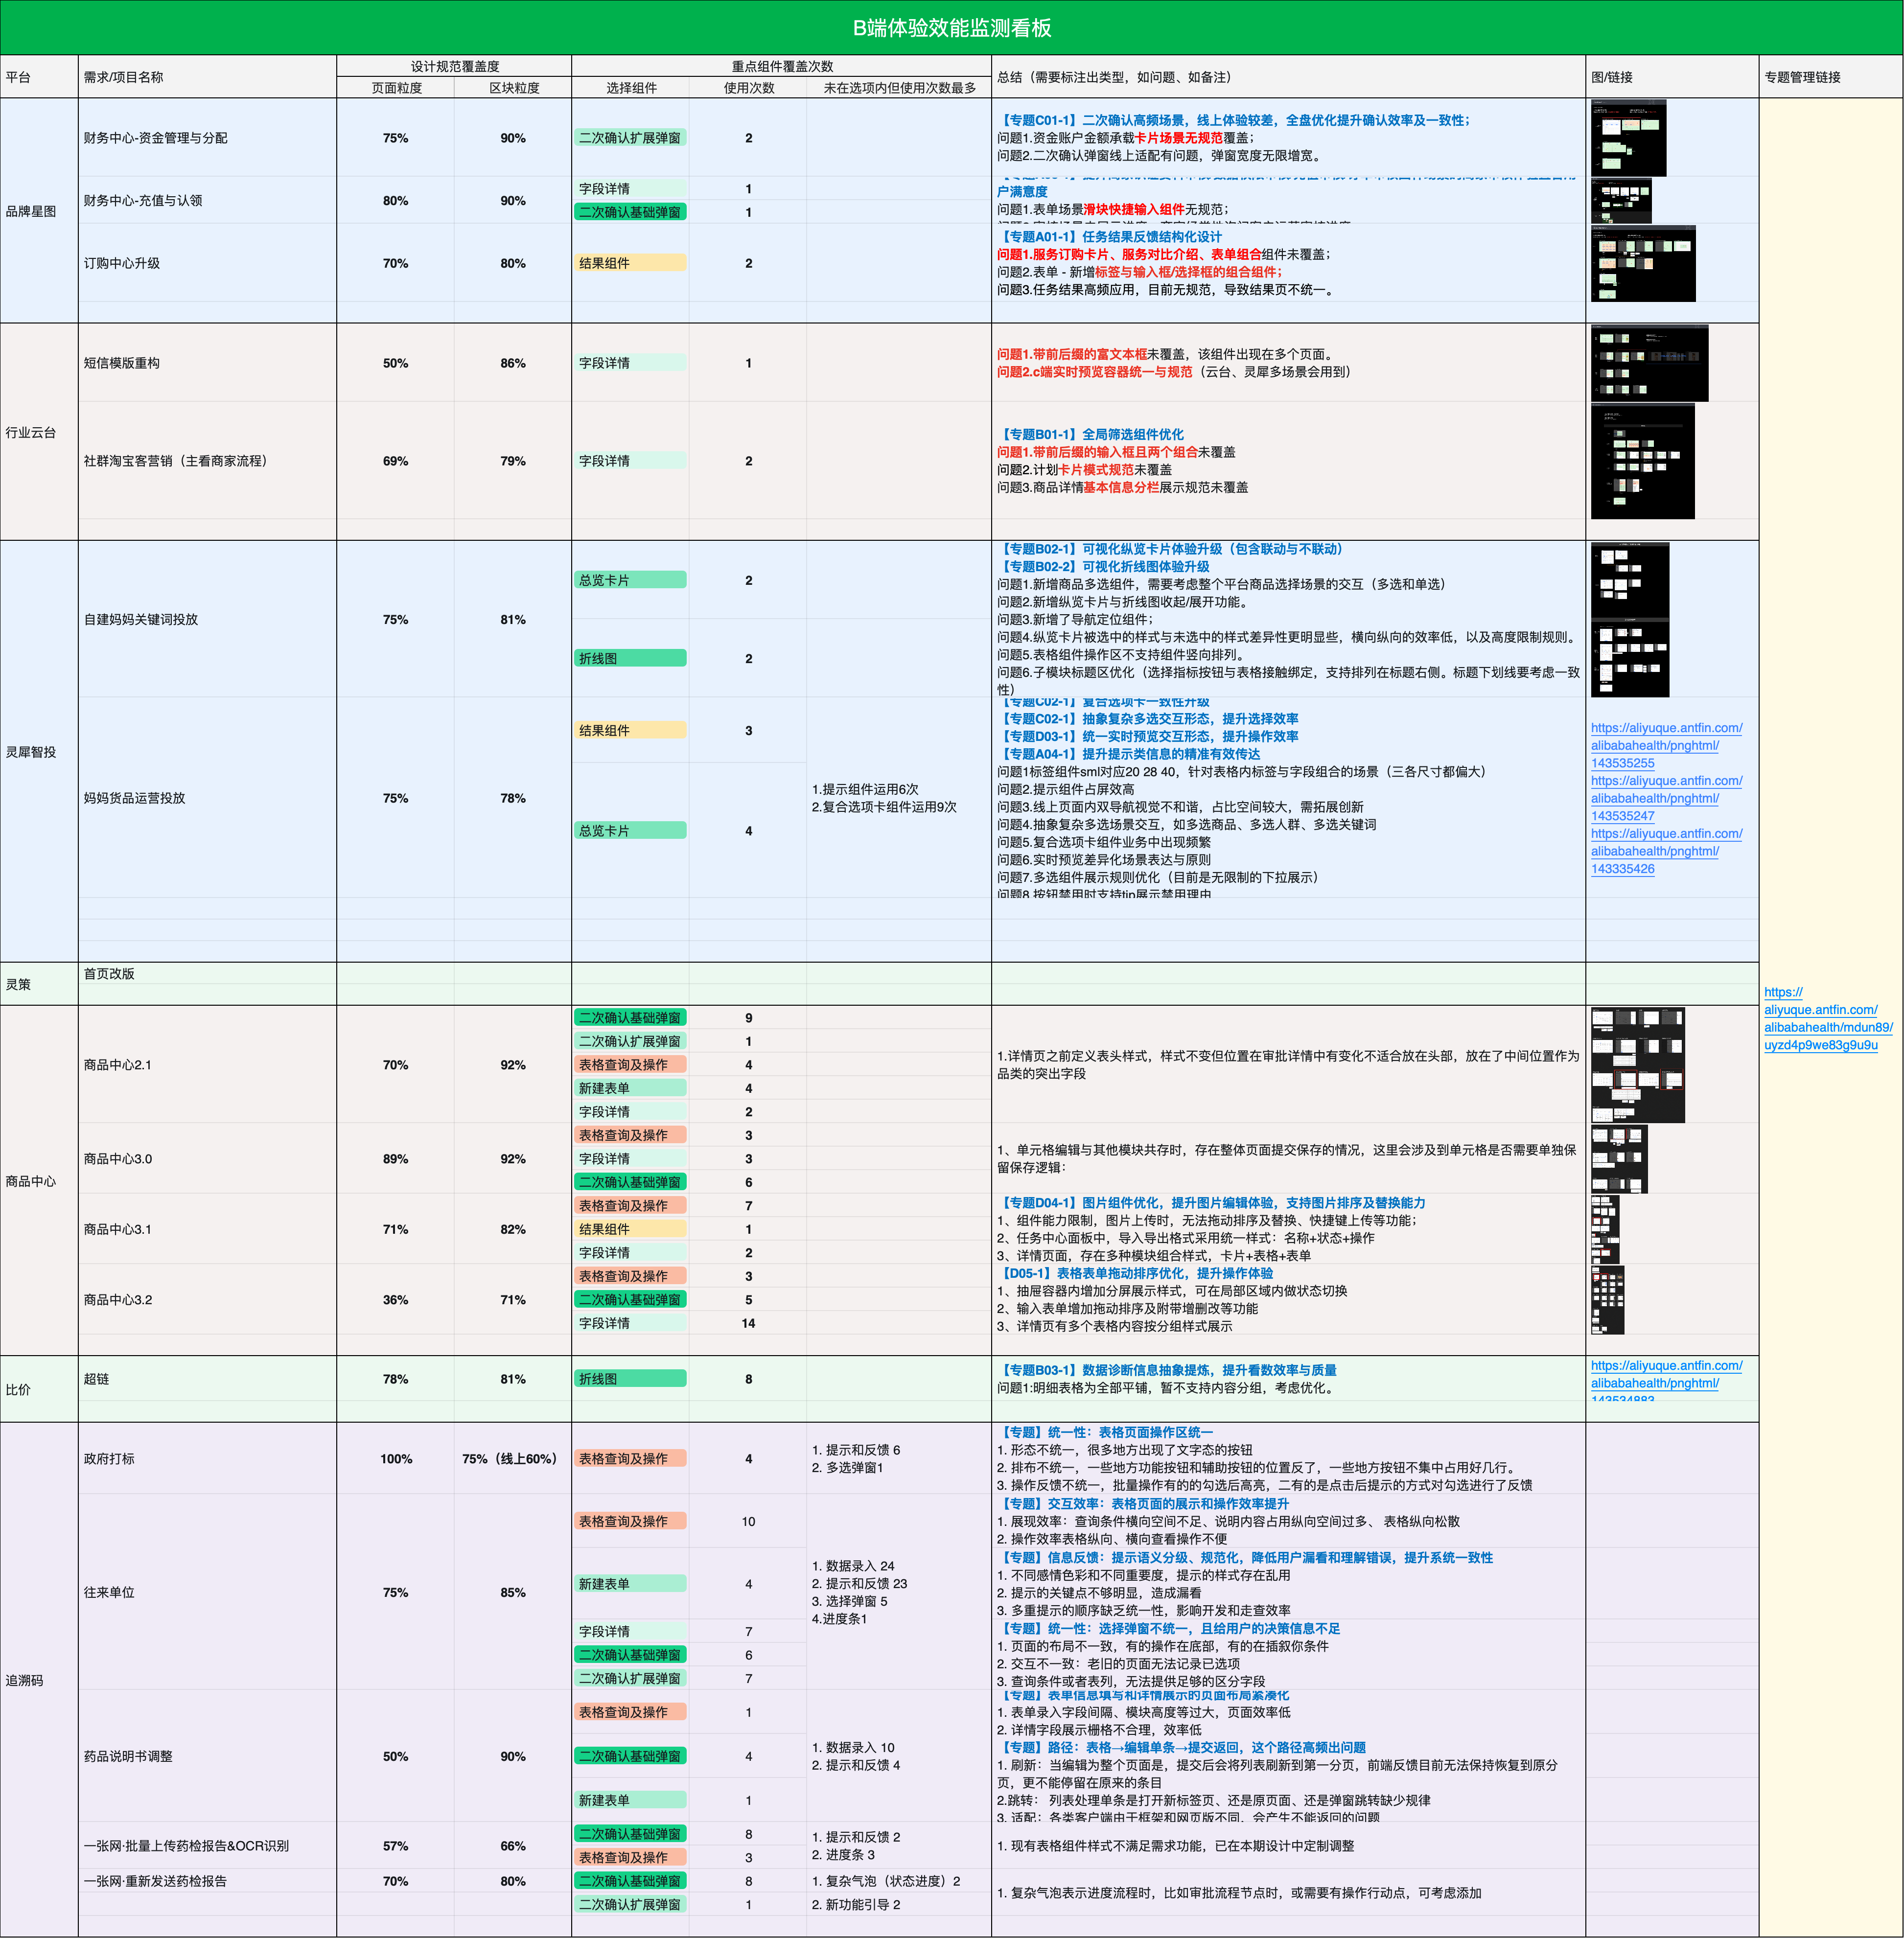 B端体验效能监测看板
平台
需求/项目名称
设计规范覆盖度
重点组件覆盖次数
总结（需要标注出类型，如问题、如备注）
图/链接
专题管理链接
页面粒度
区块粒度
选择组件
使用次数
未在选项内但使用次数最多
品牌星图
财务中心-资金管理与分配
75%
90%
二次确认扩展弹窗
2
【专题C01-1】二次确认高频场景，线上体验较差，全盘优化提升确认效率及一致性；
问题1.资金账户金额承载卡片场景无规范覆盖；
问题2.二次确认弹窗线上适配有问题，弹窗宽度无限增宽。
财务中心-充值与认领
80%
90%
字段详情
1
二次确认基础弹窗
1
户满意度
问题1.表单场景滑块快捷输入组件无规范；
订购中心升级
70%
80%
结果组件
2
【专题A01-1】任务结果反馈结构化设计
问题1.服务订购卡片、服务对比介绍、表单组合组件未覆盖；
问题2.表单 - 新增标签与输入框/选择框的组合组件；
问题3.任务结果高频应用，目前无规范，导致结果页不统一。
行业云台
短信模版重构
50%
86%
字段详情
1
问题1.带前后缀的富文本框未覆盖，该组件出现在多个页面。
问题2.c端实时预览容器统一与规范（云台、灵犀多场景会用到）
社群淘宝客营销（主看商家流程）
69%
79%
字段详情
2
【专题B01-1】全局筛选组件优化
问题1.带前后缀的输入框且两个组合未覆盖
问题2.计划卡片模式规范未覆盖
问题3.商品详情基本信息分栏展示规范未覆盖
灵犀智投
自建妈妈关键词投放
75%
81%
总览卡片
2
折线图
2
【专题B02-1】可视化纵览卡片体验升级（包含联动与不联动）
【专题B02-2】可视化折线图体验升级
问题1.新增商品多选组件，需要考虑整个平台商品选择场景的交互（多选和单选）
问题2.新增纵览卡片与折线图收起/展开功能。
问题3.新增了导航定位组件；
问题4.纵览卡片被选中的样式与未选中的样式差异性更明显些，横向纵向的效率低，以及高度限制规则。
问题5.表格组件操作区不支持组件竖向排列。
问题6.子模块标题区优化（选择指标按钮与表格接触绑定，支持排列在标题右侧。标题下划线要考虑一致
性）
妈妈货品运营投放
75%
78%
结果组件
3
总览卡片
4
1.提示组件运用6次
2.复合选项卡组件运用9次
【专题C02-1】复合选项卡一致性升级
【专题C02-1】抽象复杂多选交互形态，提升选择效率
【专题D03-1】统一实时预览交互形态，提升操作效率
【专题A04-1】提升提示类信息的精准有效传达
问题1标签组件sml对应20 28 40，针对表格内标签与字段组合的场景（三各尺寸都偏大）
问题2.提示组件占屏效高
问题3.线上页面内双导航视觉不和谐，占比空间较大，需拓展创新
问题4.抽象复杂多选场景交互，如多选商品、多选人群、多选关键词
问题5.复合选项卡组件业务中出现频繁
问题6.实时预览差异化场景表达与原则
问题7.多选组件展示规则优化（目前是无限制的下拉展示）
问题8.按钮禁用时支持tip展示禁用理由
https://aliyuque.antfin.com/
alibabahealth/pnghtml/
143535255
https://aliyuque.antfin.com/
alibabahealth/pnghtml/
143535247
https://aliyuque.antfin.com/
alibabahealth/pnghtml/
143335426
灵策
首页改版
https://
aliyuque.antfin.com/
alibabahealth/mdun89/
uyzd4p9we83g9u9u
商品中心
商品中心2.1
70%
92%
二次确认基础弹窗
9
二次确认扩展弹窗
1
表格查询及操作
4
新建表单
4
字段详情
2
1.详情页之前定义表头样式，样式不变但位置在审批详情中有变化不适合放在头部，放在了中间位置作为
品类的突出字段
商品中心3.0
89%
92%
表格查询及操作
3
字段详情
3
二次确认基础弹窗
6
1、单元格编辑与其他模块共存时，存在整体页面提交保存的情况，这里会涉及到单元格是否需要单独保
留保存逻辑：
商品中心3.1
71%
82%
表格查询及操作
7
结果组件
1
字段详情
2
【专题D04-1】图片组件优化，提升图片编辑体验，支持图片排序及替换能力
1、组件能力限制，图片上传时，无法拖动排序及替换、快捷键上传等功能；
2、任务中心面板中，导入导出格式采用统一样式：名称+状态+操作
3、详情页面，存在多种模块组合样式，卡片+表格+表单
商品中心3.2
36%
71%
表格查询及操作
3
二次确认基础弹窗
5
字段详情
14
【D05-1】表格表单拖动排序优化，提升操作体验
1、抽屉容器内增加分屏展示样式，可在局部区域内做状态切换
2、输入表单增加拖动排序及附带增删改等功能
3、详情页有多个表格内容按分组样式展示
比价
超链
78%
81%
折线图
8
【专题B03-1】数据诊断信息抽象提炼，提升看数效率与质量
问题1:明细表格为全部平铺，暂不支持内容分组，考虑优化。
https://aliyuque.antfin.com/
alibabahealth/pnghtml/
追溯码
政府打标
100%
75%（线上60%）
表格查询及操作
4
1. 提示和反馈 6
2. 多选弹窗1
【专题】统一性：表格页面操作区统一
1. 形态不统一，很多地方出现了文字态的按钮
2. 排布不统一，一些地方功能按钮和辅助按钮的位置反了，一些地方按钮不集中占用好几行。
3. 操作反馈不统一，批量操作有的的勾选后高亮，二有的是点击后提示的方式对勾选进行了反馈
往来单位
75%
85%
表格查询及操作
10
新建表单
4
字段详情
7
二次确认基础弹窗
6
二次确认扩展弹窗
7
1. 数据录入 24
2. 提示和反馈 23
3. 选择弹窗 5
4.进度条1
【专题】交互效率：表格页面的展示和操作效率提升
1. 展现效率：查询条件横向空间不足、说明内容占用纵向空间过多、 表格纵向松散
2. 操作效率表格纵向、横向查看操作不便
【专题】信息反馈：提示语义分级、规范化，降低用户漏看和理解错误，提升系统一致性
1. 不同感情色彩和不同重要度，提示的样式存在乱用
2. 提示的关键点不够明显，造成漏看
3. 多重提示的顺序缺乏统一性，影响开发和走查效率
【专题】统一性：选择弹窗不统一，且给用户的决策信息不足
1. 页面的布局不一致，有的操作在底部，有的在插叙你条件
2. 交互不一致：老旧的页面无法记录已选项
3. 查询条件或者表列，无法提供足够的区分字段
药品说明书调整
50%
90%
表格查询及操作
1
二次确认基础弹窗
4
新建表单
1
1. 数据录入 10
2. 提示和反馈 4
【专题】表单信息填写和详情展示的页面布局紧凑化
1. 表单录入字段间隔、模块高度等过大，页面效率低
2. 详情字段展示栅格不合理，效率低
【专题】路径：表格→编辑单条→提交返回，这个路径高频出问题
1. 刷新：当编辑为整个页面是，提交后会将列表刷新到第一分页，前端反馈目前无法保持恢复到原分
页，更不能停留在原来的条目
2.跳转： 列表处理单条是打开新标签页、还是原页面、还是弹窗跳转缺少规律
3. 适配：各类客户端由于框架和网页版不同，会产生不能返回的问题
一张网·批量上传药检报告&OCR识别
57%
66%
二次确认基础弹窗
8
表格查询及操作
3
1. 提示和反馈 2
2. 进度条 3
1. 现有表格组件样式不满足需求功能，已在本期设计中定制调整
一张网·重新发送药检报告
70%
80%
二次确认基础弹窗
8
二次确认扩展弹窗
1
1. 复杂气泡（状态进度）2
2. 新功能引导 2
1. 复杂气泡表示进度流程时，比如审批流程节点时，或需要有操作行动点，可考虑添加